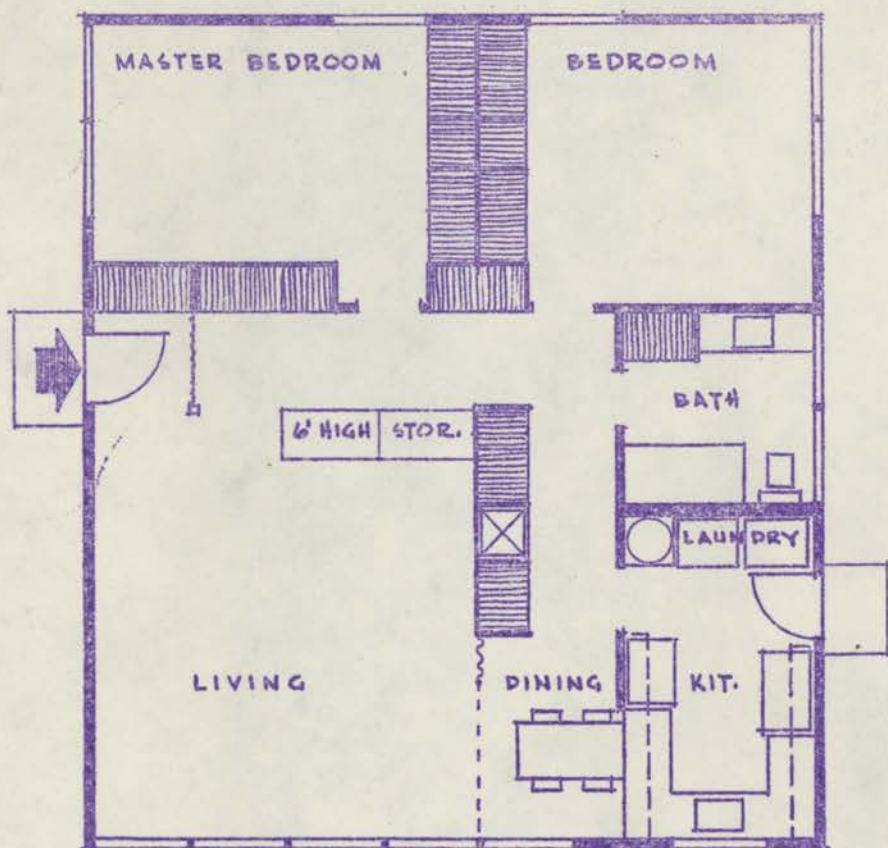 MASTER BEDROOM
BEDROOM
BATH
6' HIGH STOR.
LAUNDRY
LIVING
DINING
KIT.